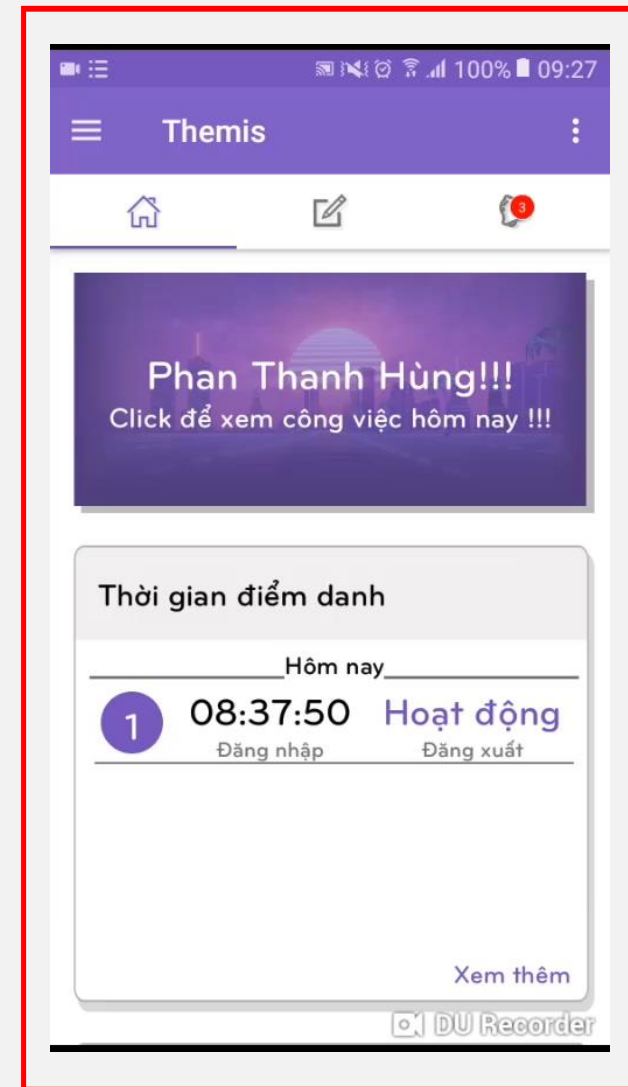 100% 09:27
Themis
3
Phan Thanh Hùng!!!
Click để xem công việc hôm nay !!!
Thời gian điểm danh
Hôm nay
1 08:37:50 Hoạt động
Đăng nhập Đăng xuất
Xem thêm
DU Recorder